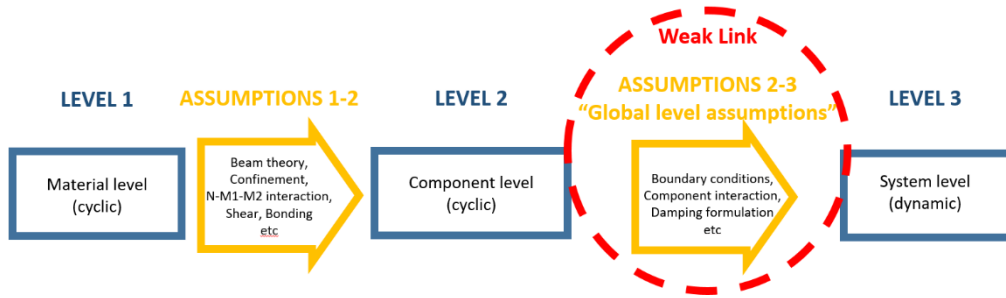 Weak Link
LEVEL 1
ASSUMPTIONS 1-2
LEVEL 2
ASSUMPTIONS 2-3
“Global level assumptions”
LEVEL 3
Material level
(cyclic)
Beam theory,
Confinement,
N-M1-M2 interaction,
Shear, Bonding
etc
Component level
(cyclic)
Boundary conditions,
Component interaction,
Damping formulation
etc
System level
(dynamic)